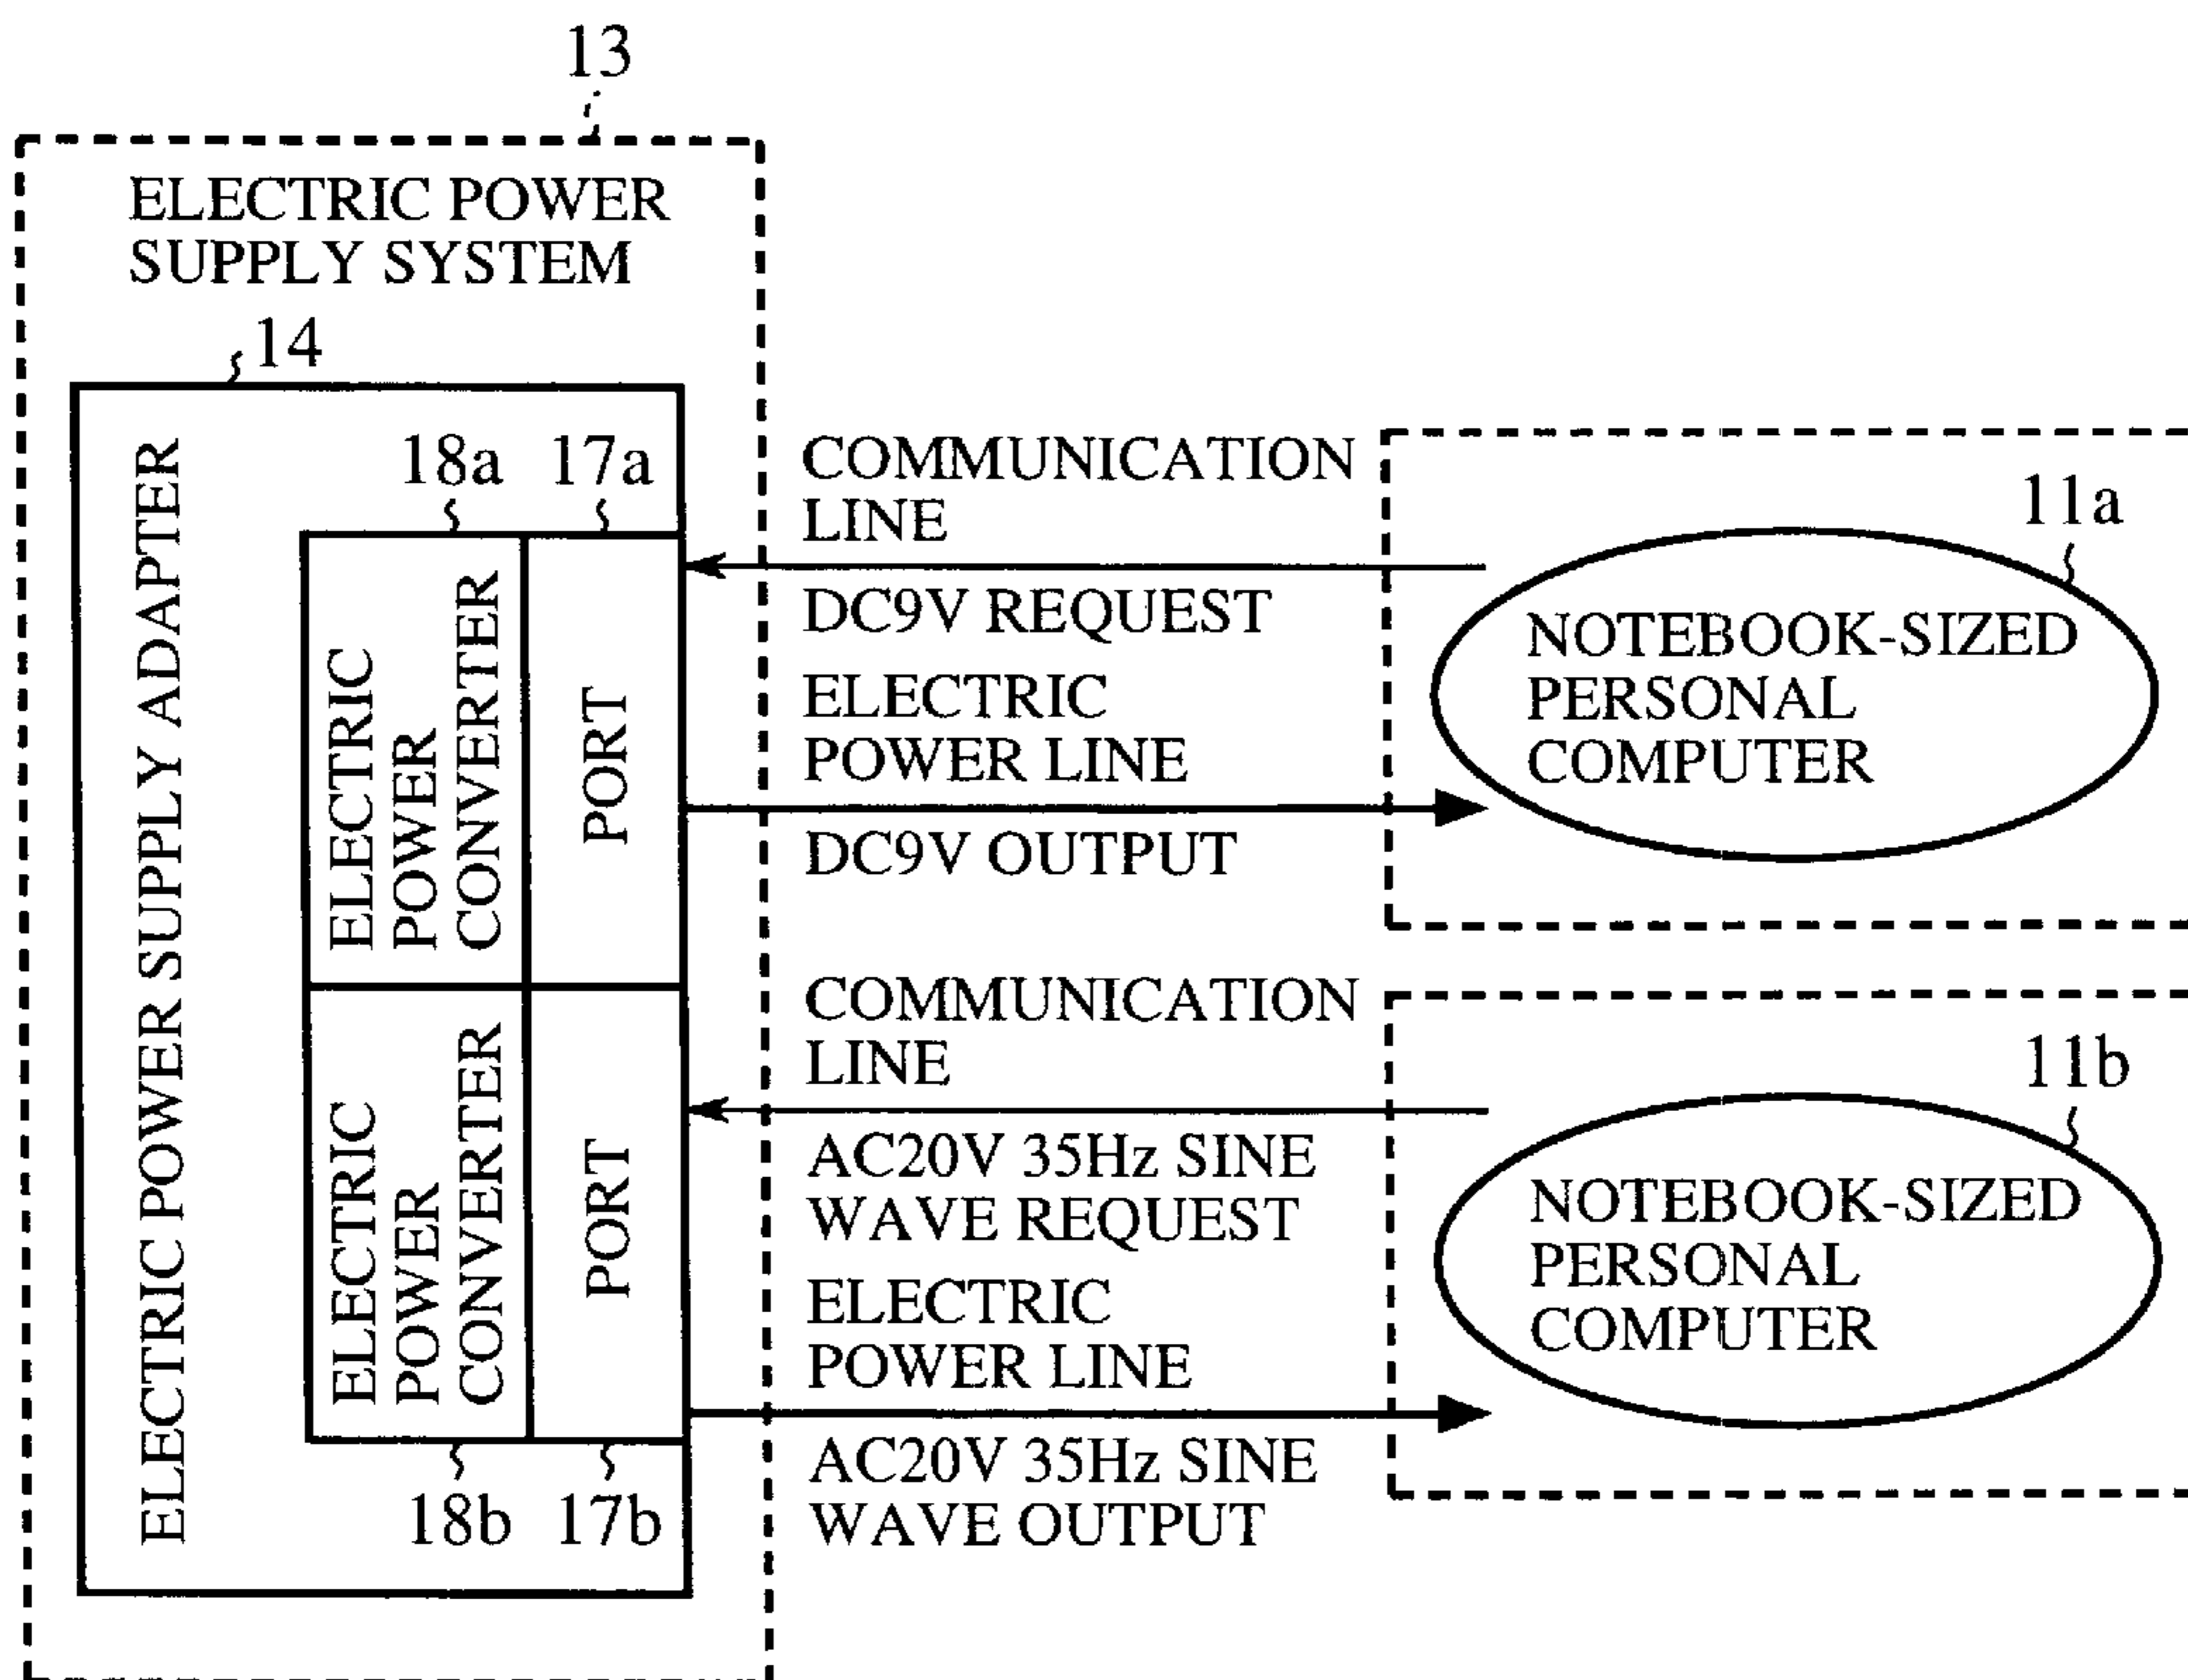 13
ELECTRIC POWER
SUPPLY SYSTEM
14
ELECTRIC POWER SUPPLY ADAPTER
18a
17a
ELECTRIC
POWER
CONVERTER
PORT
COMMUNICATION
LINE
DC9V REQUEST
ELECTRIC
POWER LINE
DC9V OUTPUT
11a
NOTEBOOK-SIZED
PERSONAL
COMPUTER
ELECTRIC
POWER
CONVERTER
PORT
18b
17b
COMMUNICATION
LINE
AC20V 35Hz SINE
WAVE REQUEST
ELECTRIC
POWER LINE
AC20V 35Hz SINE
WAVE OUTPUT
11b
NOTEBOOK-SIZED
PERSONAL
COMPUTER